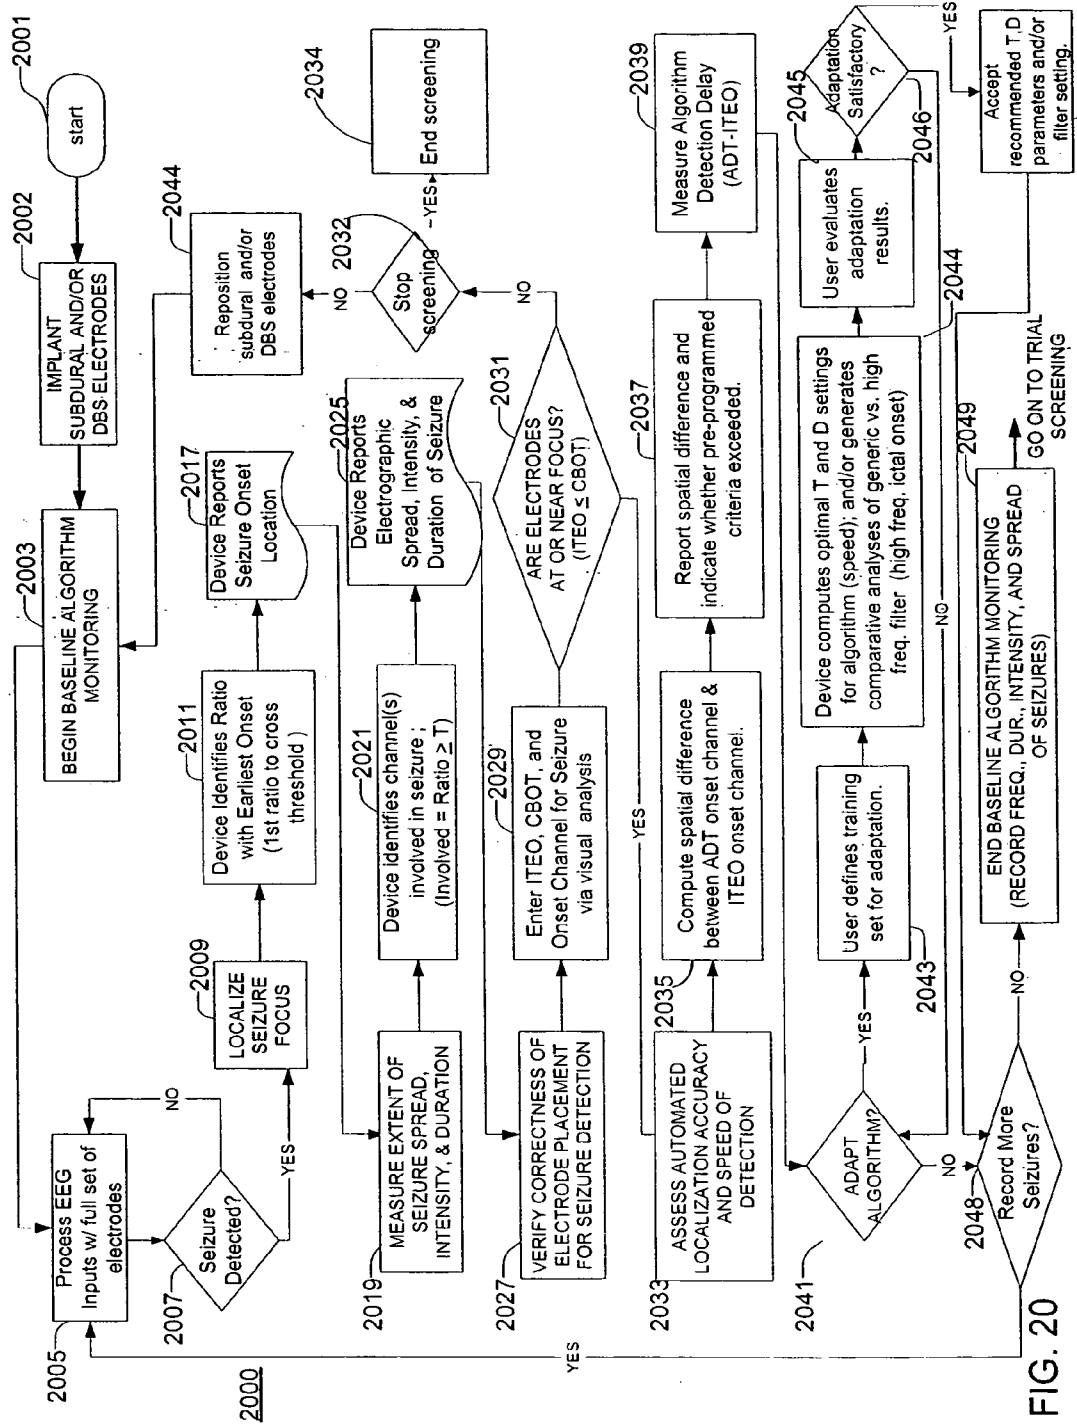 2001
start
2002
IMPLANT
SUBDURAL AND/OR
DBS ELECTRODES
2003
BEGIN BASELINE ALGORITHM
MONITORING
2005
Process EEG
Inputs w/ full set of
electrodes
2007
Seizure
Detected?
NO
YES
2009
LOCALIZE
SEIZURE
FOCUS
2011
Device Identifies Ratio
with Earliest Onset
(1st ratio to cross
threshold )
2017
Device Reports
Seizure Onset
Location
2019
MEASURE EXTENT OF
SEIZURE SPREAD,
INTENSITY, & DURATION
2021
Device identifies channel(s)
involved in seizure ;
(Involved = Ratio ≥ T)
2025
Device Reports
Electrographic
Spread, Intensity, &
Duration of Seizure
2027
VERIFY CORRECTNESS OF
ELECTRODE PLACEMENT
FOR SEIZURE DETECTION
2029
Enter ITEO, CBOT, and
Onset Channel for Seizure
via visual analysis
2031
ARE ELECTRODES
AT OR NEAR FOCUS?
(ITEO ≤ CBOT)
NO
YES
2032
Stop
screening
NO
YES
2034
End screening
2044
Reposition
subdural and/or
DBS electrodes
2033
ASSESS AUTOMATED
LOCALIZATION ACCURACY
AND SPEED OF
DETECTION
2035
Compute spatial difference
between ADT onset channel &
ITEO onset channel.
2037
Report spatial difference and
indicate whether pre-programmed
criteria exceeded.
2039
Measure Algorithm
Detection Delay
(ADT-ITEO)
2041
ADAPT
ALGORITHM?
YES
NO
2043
User defines training
set for adaptation.
2044
Device computes optimal T and D settings
for algorithm (speed); and/or generates
comparative analyses of generic vs. high
freq. filter (high freq. ictal onset)
2045
User evaluates
adaptation
results.
2046
Adaptation
Satisfactory
?
YES
NO
Accept
recommended T,D
parameters and/or
filter setting.
2048
Record More
Seizures?
YES
NO
2049
END BASELINE ALGORITHM MONITORING
(RECORD FREQ., DUR., INTENSITY, AND SPREAD
OF SEIZURES)
GO ON TO TRIAL
SCREENING
2000
FIG. 20